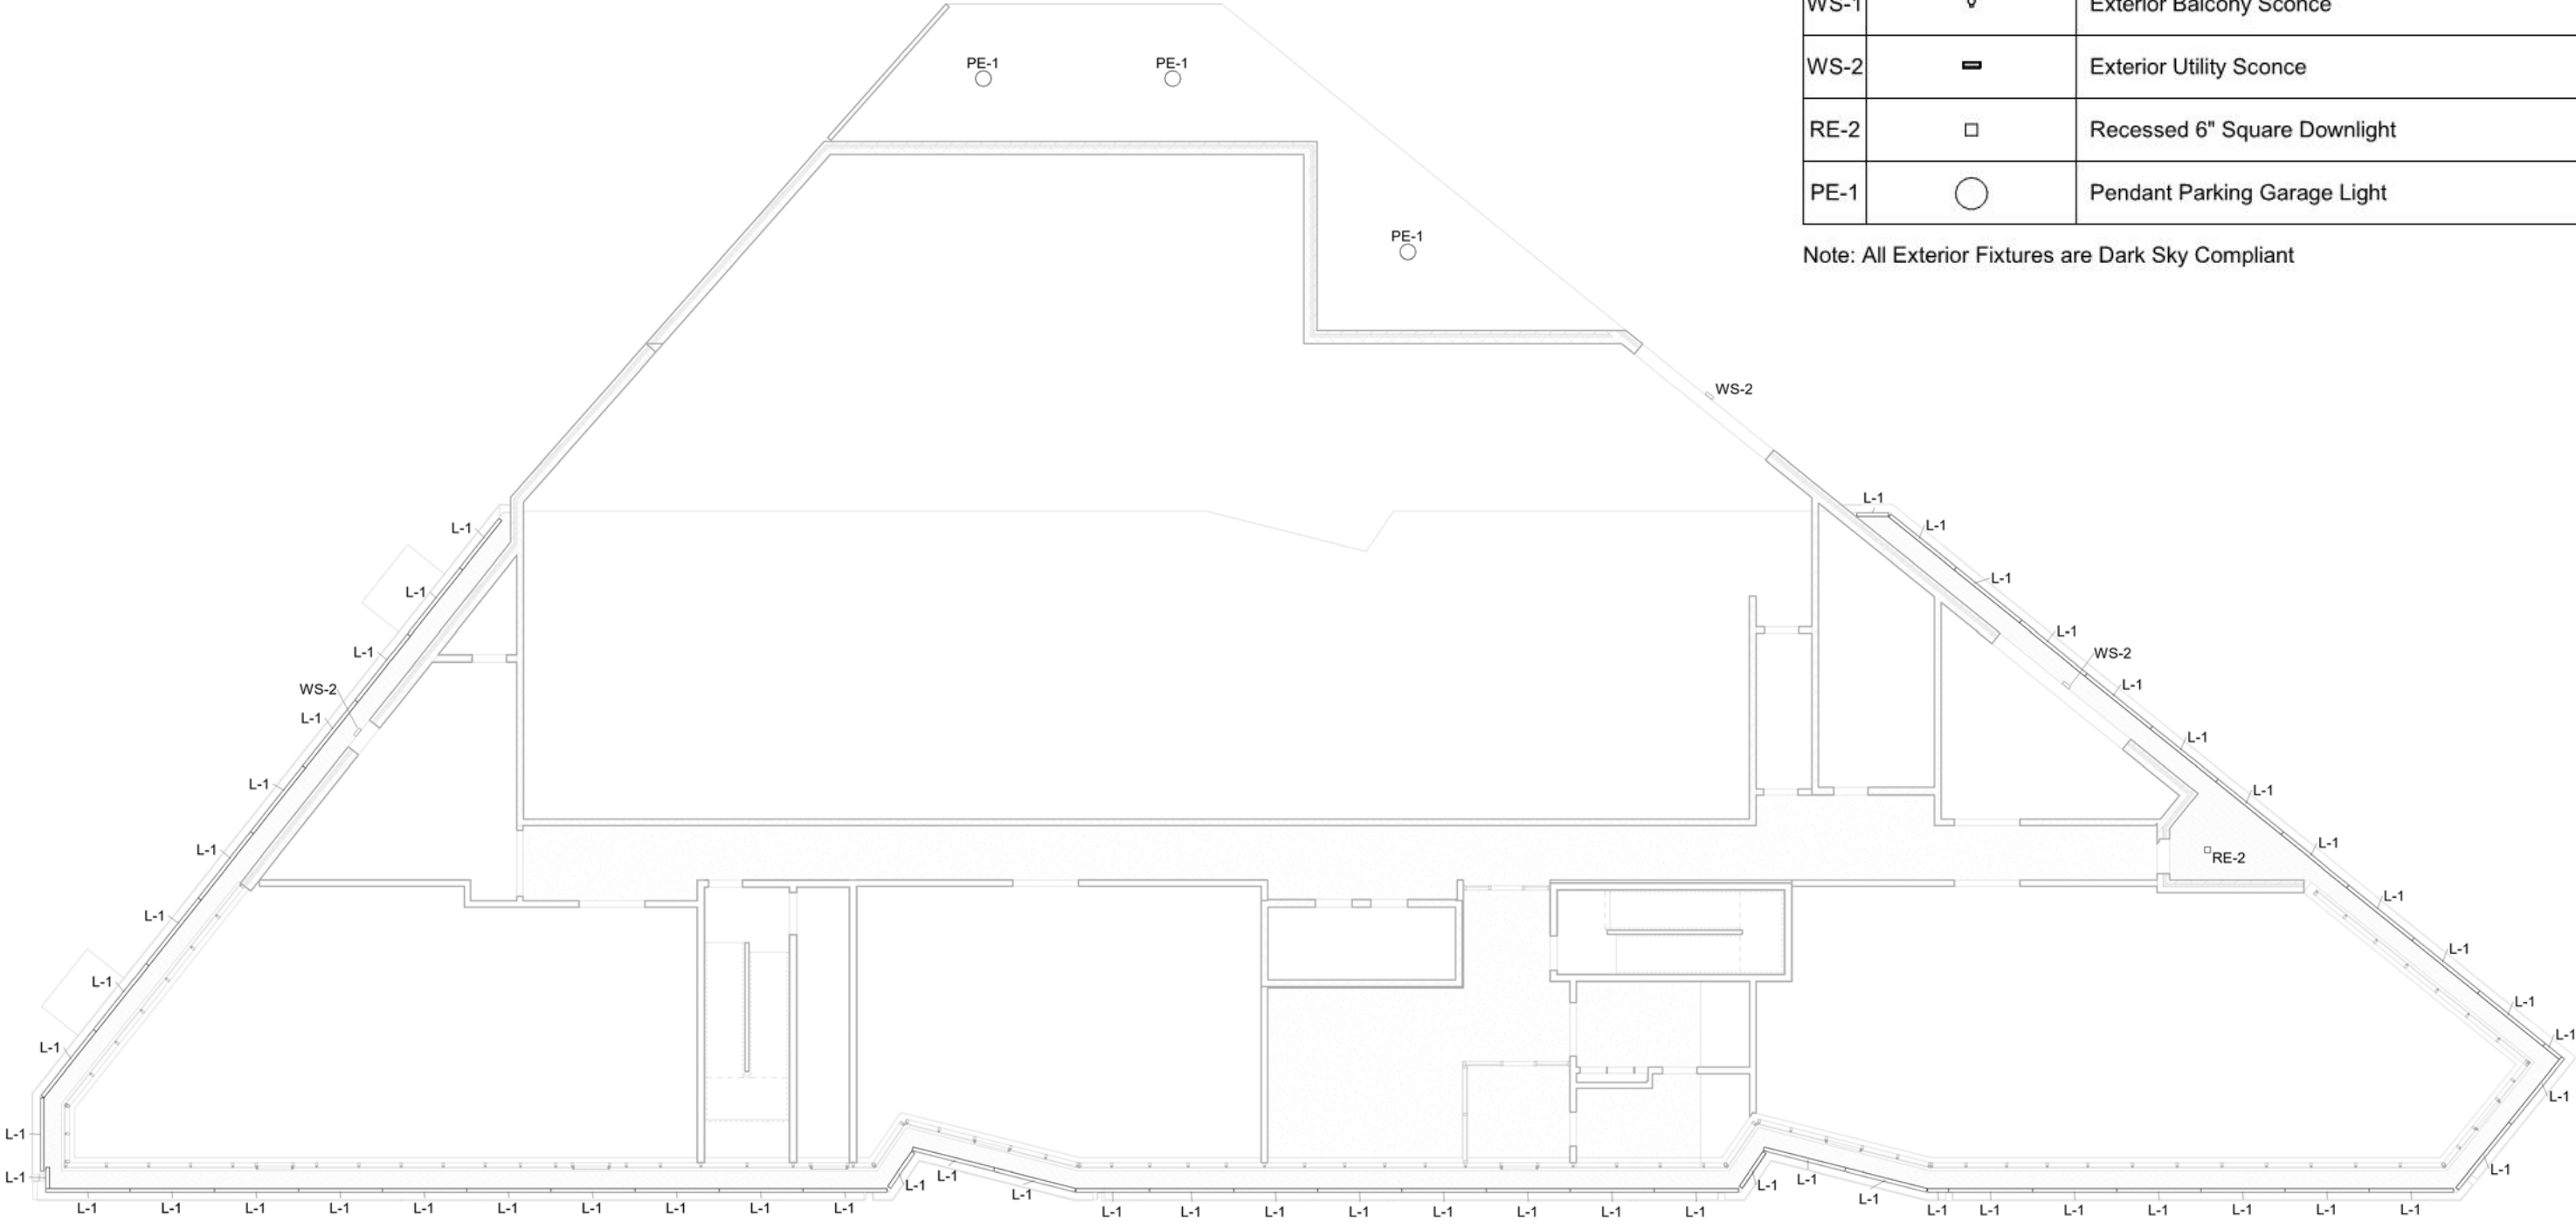 WS-1 Exterior Balcony Sconce
WS-2 Exterior Utility Sconce
RE-2 Recessed 6" Square Downlight
PE-1 Pendant Parking Garage Light
Note: All Exterior Fixtures are Dark Sky Compliant
PE-1 PE-1
PE-1
WS-2
L-1
L-1 L-1
L-1
L-1
L-1
L-1 WS-2
WS-2 L-1
L-1
L-1
L-1
L-1
L-1
L-1 RE-2
L-1
L-1
L-1
L-1
L-1
L-1
L-1
L-1
L-1
L-1
L-1
L-1 L-1 L-1 L-1
L-1 L-1
L-1 L-1
L-1 L-1 L-1 L-1 L-1 L-1 L-1 L-1 L-1 L-1
L-1 L-1 L-1 L-1 L-1 L-1 L-1 L-1
L-1 L-1 L-1 L-1 L-1 L-1 L-1